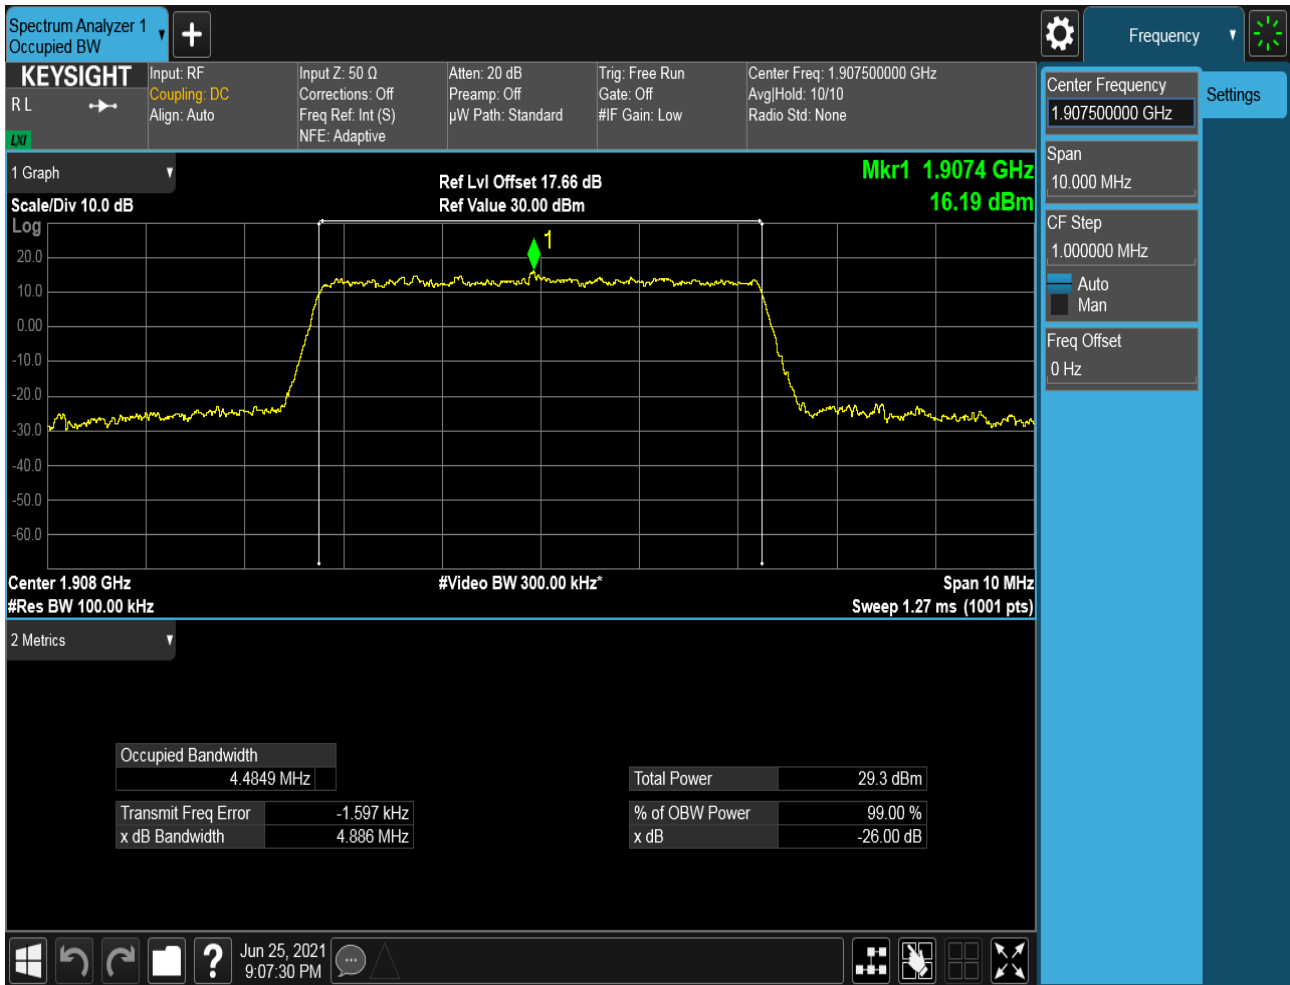 Spectrum Analyzer 1
Occupied BW
Frequency
KEYSIGHT
R L
LXI
Input: RF
Coupling: DC
Align: Auto
Input Z: 50 Ω
Corrections: Off
Freq Ref: Int (S)
NFE: Adaptive
Atten: 20 dB
Preamp: Off
µW Path: Standard
Trig: Free Run
Gate: Off
#IF Gain: Low
Center Freq: 1.907500000 GHz
Avg|Hold: 10/10
Radio Std: None
Center Frequency
1.907500000 GHz
Settings
Span
10.000 MHz
CF Step
1.000000 MHz
Auto
Man
Freq Offset
0 Hz
1 Graph
Scale/Div 10.0 dB
Log
Ref Lvl Offset 17.66 dB
Ref Value 30.00 dBm
Mkr1 1.9074 GHz
16.19 dBm
1
20.0
10.0
0.00
-10.0
-20.0
-30.0
-40.0
-50.0
-60.0
Center 1.908 GHz
#Res BW 100.00 kHz
#Video BW 300.00 kHz*
Span 10 MHz
Sweep 1.27 ms (1001 pts)
2 Metrics
Occupied Bandwidth
4.4849 MHz
Transmit Freq Error -1.597 kHz
x dB Bandwidth 4.886 MHz
Total Power 29.3 dBm
% of OBW Power 99.00 %
x dB -26.00 dB
Jun 25, 2021
9:07:30 PM